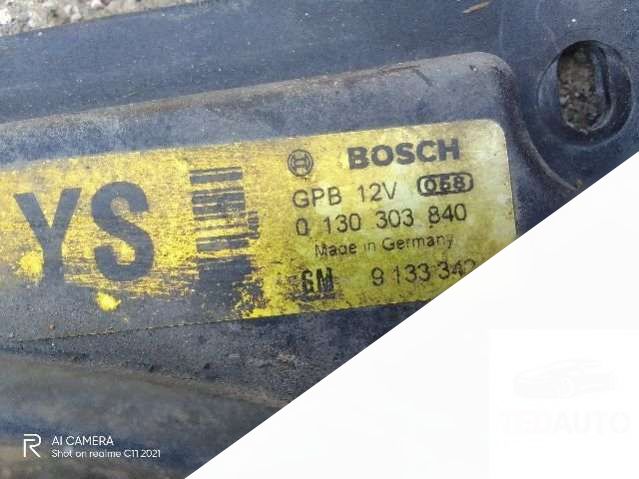 YS
BOSCH
GPB 12V 058
0 130 303 840
Made in Germany
GM 9 133 342
AI CAMERA
Shot on realme C11 2021
TEDAUTO